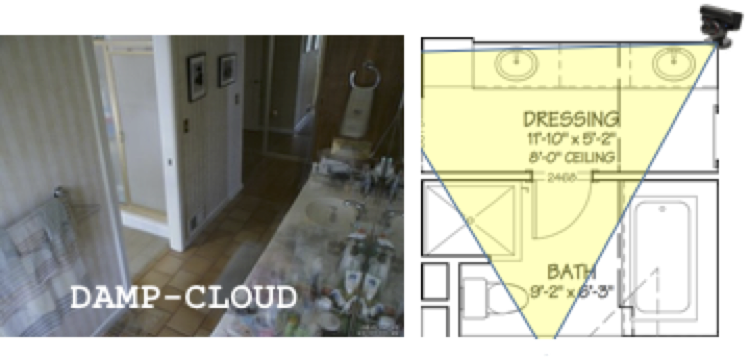 DAMP-CLOUD
DRESSING
11'-10" x 5'-2"
8'-0" CEILING
2468
BATH
9'-2" x 6'-3"